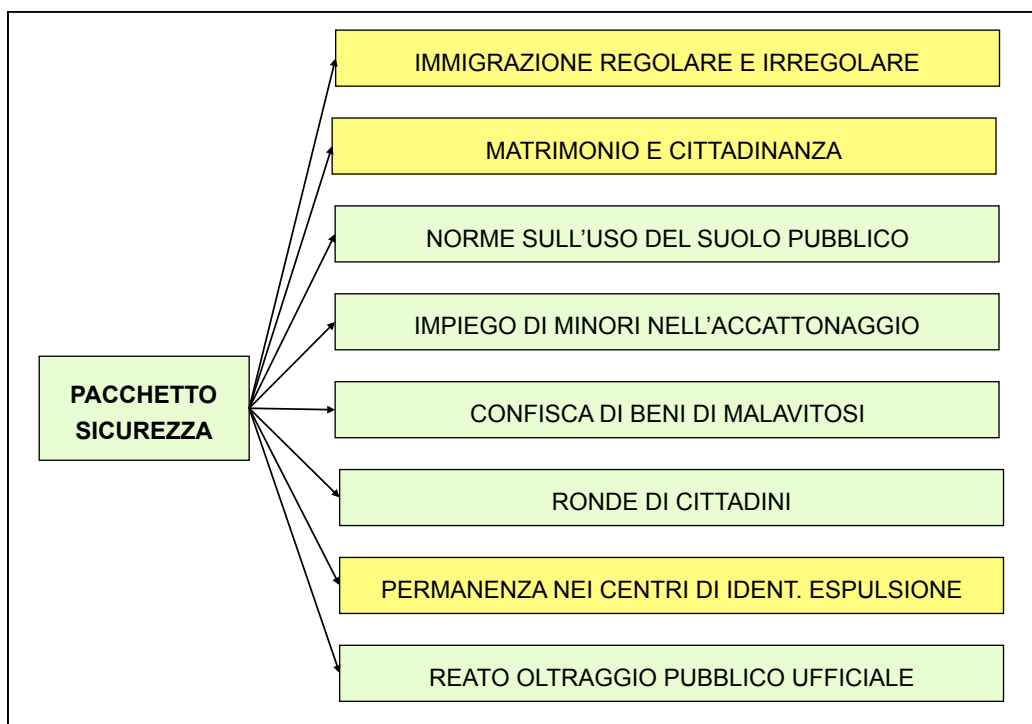 IMMIGRAZIONE REGOLARE E IRREGOLARE
MATRIMONIO E CITTADINANZA
NORME SULL’USO DEL SUOLO PUBBLICO
IMPIEGO DI MINORI NELL’ACCATTONAGGIO
PACCHETTO
SICUREZZA
CONFISCA DI BENI DI MALAVITOSI
RONDE DI CITTADINI
PERMANENZA NEI CENTRI DI IDENT. ESPULSIONE
REATO OLTRAGGIO PUBBLICO UFFICIALE